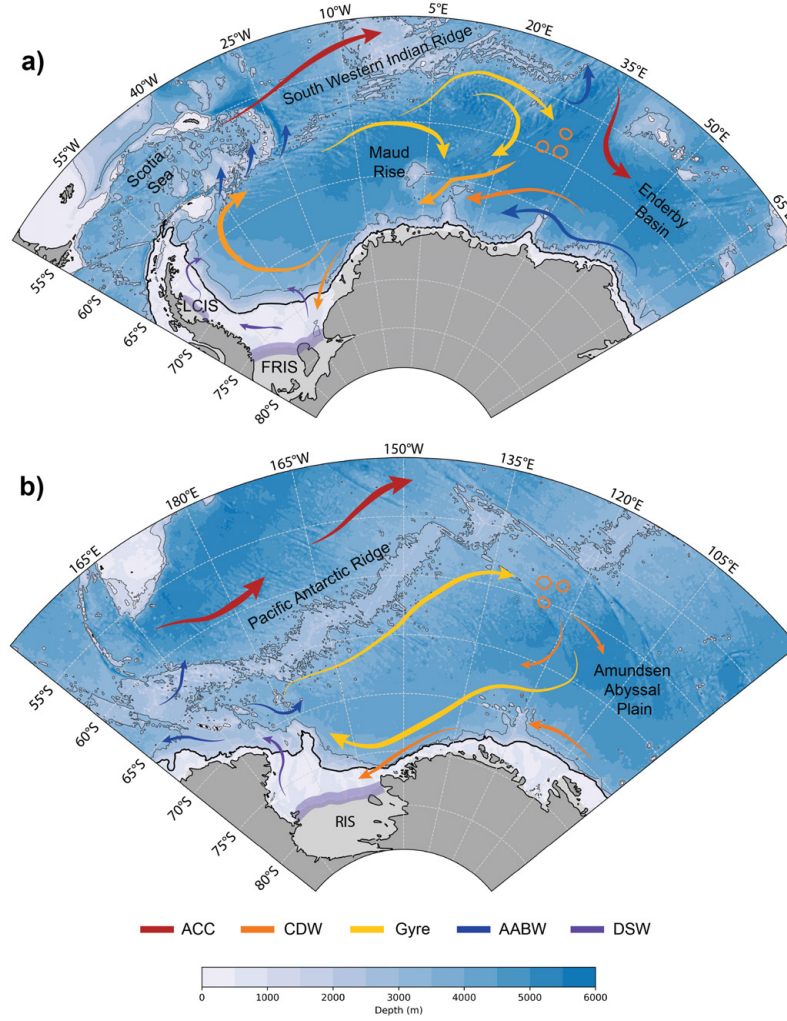 a)
55°W
40°W
25°W
10°W
5°E
20°E
35°E
50°E
65°E
South Western Indian Ridge
Scotia
Sea
Maud
Rise
Enderby
Basin
LCIS
FRIS
55°S
60°S
65°S
70°S
75°S
80°S
b)
165°E
180°E
165°W
150°W
135°E
120°E
105°E
Pacific Antarctic Ridge
Amundsen
Abyssal
Plain
RIS
55°S
60°S
65°S
70°S
75°S
80°S
ACC CDW Gyre AABW DSW
0 1000 2000 3000 4000 5000 6000
Depth (m)